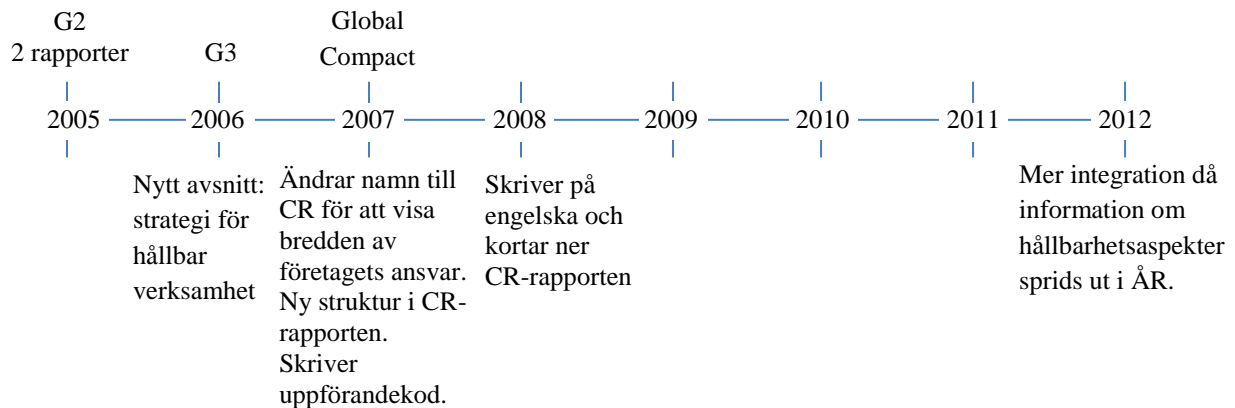 G2
2 rapporter
G3
Global
Compact
2005
2006
2007
2008
2009
2010
2011
2012
Nytt avsnitt:
strategi för
hållbar
verksamhet
Ändrar namn till
CR för att visa
bredden av
företagets ansvar.
Ny struktur i CR-
rapporten.
Skriver
uppförandekod.
Skriver på
engelska och
kortar ner
CR-rapporten
Mer integration då
information om
hållbarhetsaspekter
sprids ut i ÅR.